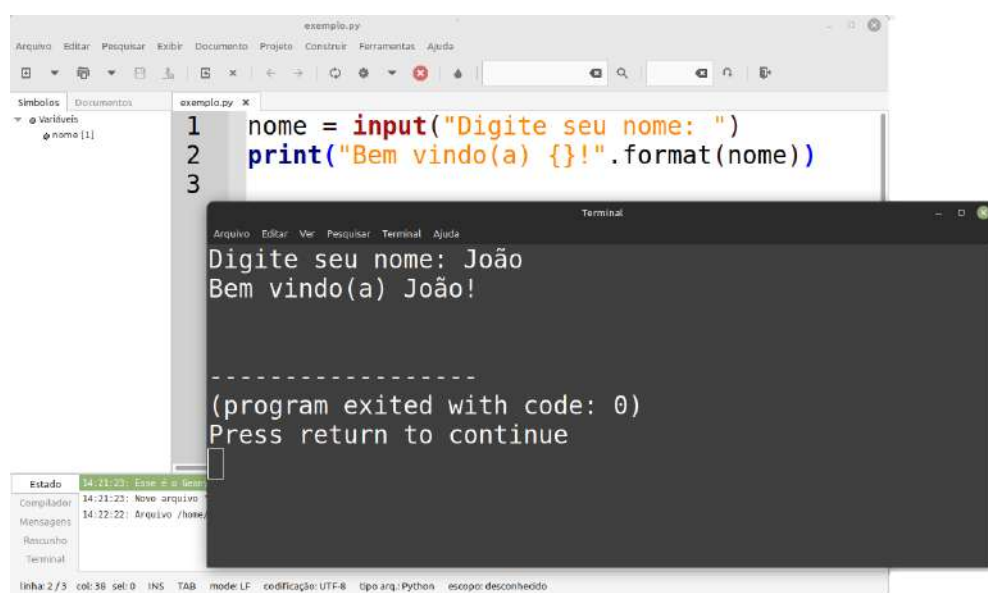 exemplo.py
Arquivo Editar Pesquisar Exibir Documento Projeto Construir Ferramentas Ajuda
Símbolos Documentos
exemplo.py
Variáveis
nome [1]
1 nome = input("Digite seu nome: ")
2 print("Bem vindo(a) {}!".format(nome))
3
Terminal
Arquivo Editar Ver Pesquisar Terminal Ajuda
Digite seu nome: João
Bem vindo(a) João!
------------------
(program exited with code: 0)
Press return to continue
Estado
14:21:23: Esse é o
Compilador
14:21:23: Novo arquivo "
Mensagens
14:22:22: Arquivo /home/
Rascunho
Terminal
linha: 2 / 3 col: 38 sel: 0 INS TAB mode: LF codificação: UTF-8 tipo arq.: Python escopo: desconhecido